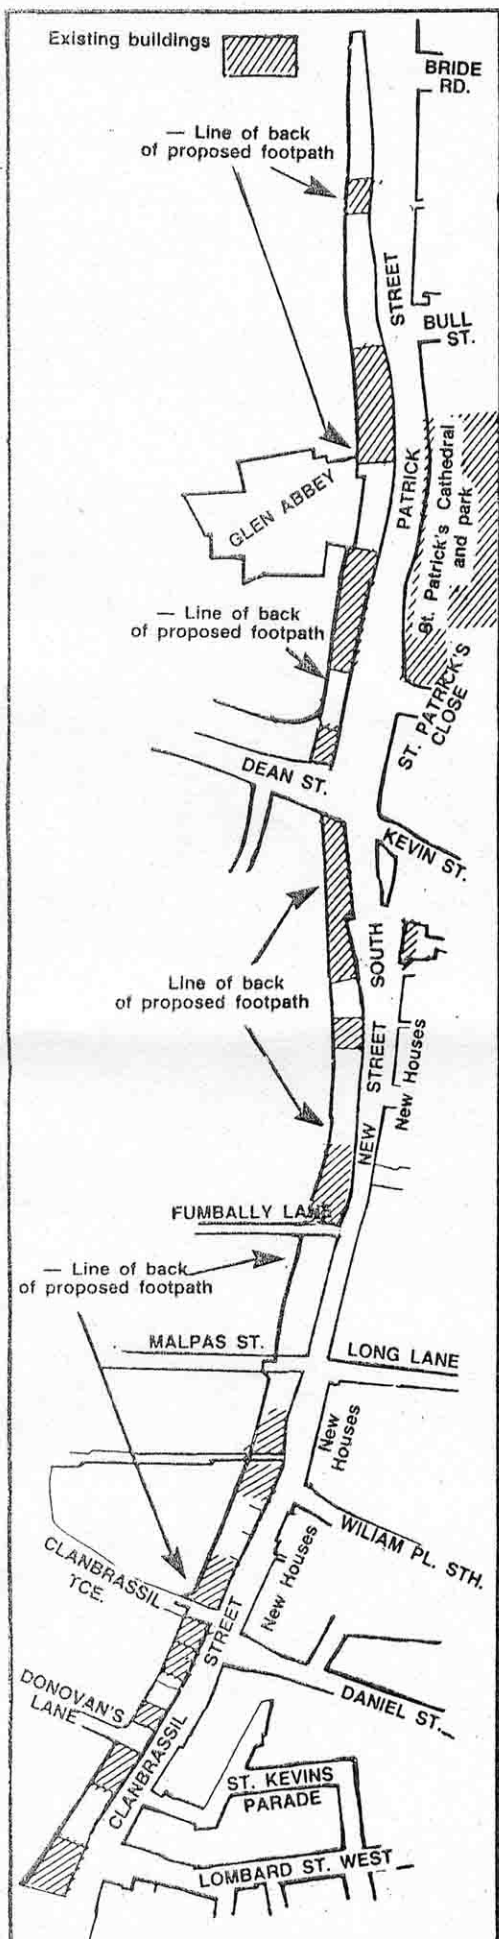 Existing buildings
BRIDE
RD.
— Line of back
of proposed footpath
STREET
BULL
ST.
PATRICK
St. Patrick's Cathedral
and park
GLEN ABBEY
— Line of back
of proposed footpath
ST. PATRICK'S
CLOSE
DEAN ST.
KEVIN ST.
SOUTH
Line of back
of proposed footpath
STREET
New Houses
NEW
FUMBALLY LANE
— Line of back
of proposed footpath
MALPAS ST.
LONG LANE
New
Houses
WILIAM PL. STH.
New Houses
CLANBRASSIL
TCE.
STREET
DONOVAN'S
LANE
DANIEL ST.
CLANBRASSIL
ST. KEVINS
PARADE
LOMBARD ST. WEST